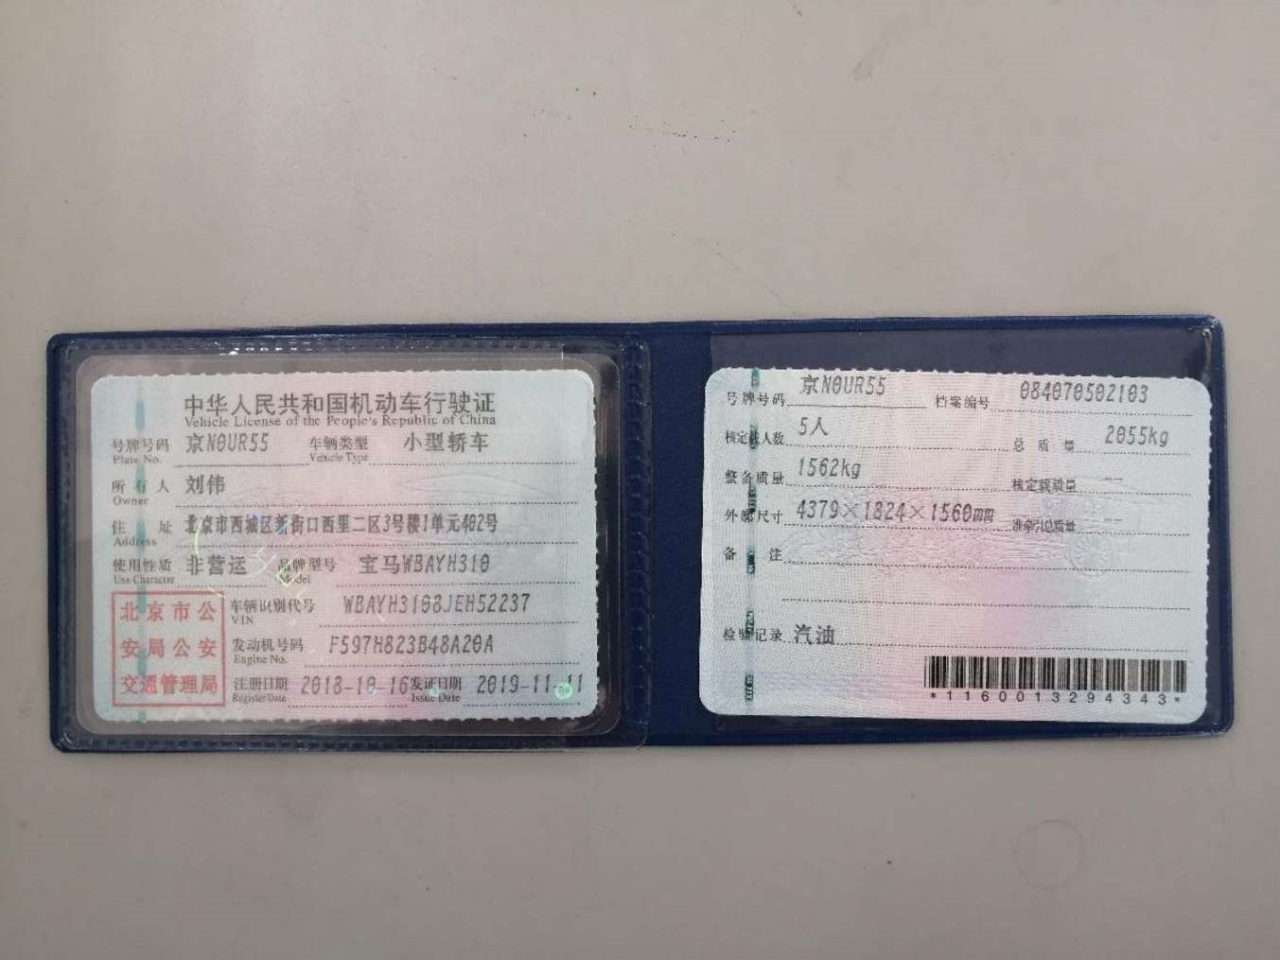 中华人民共和国机动车行驶证
Vehicle License of the People's Republic of China
号牌号码 京N0UR55 车辆类型 小型轿车
Plate No. Vehicle Type
所有人 刘伟
Owner
住址 北京市西城区新街口西里二区3号楼1单元402号
Address
使用性质 非营运 品牌型号 宝马WBAYH310
Use Character Model
北京市公
安局公安
交通管理局
车辆识别代号 WBAYH3108JEH52237
VIN
发动机号码 F597H823B48A20A
Engine No.
注册日期 2018-10-16 发证日期 2019-11-11
Register Date Issue Date
号牌号码 京N0UR55 档案编号 084070502103
核定载人数 5人 总质量 2055kg
整备质量 1562kg 核定载质量 --
外廓尺寸 4379×1824×1560mm 准牵引总质量 --
备注
检验记录 汽油
*1160013294343*